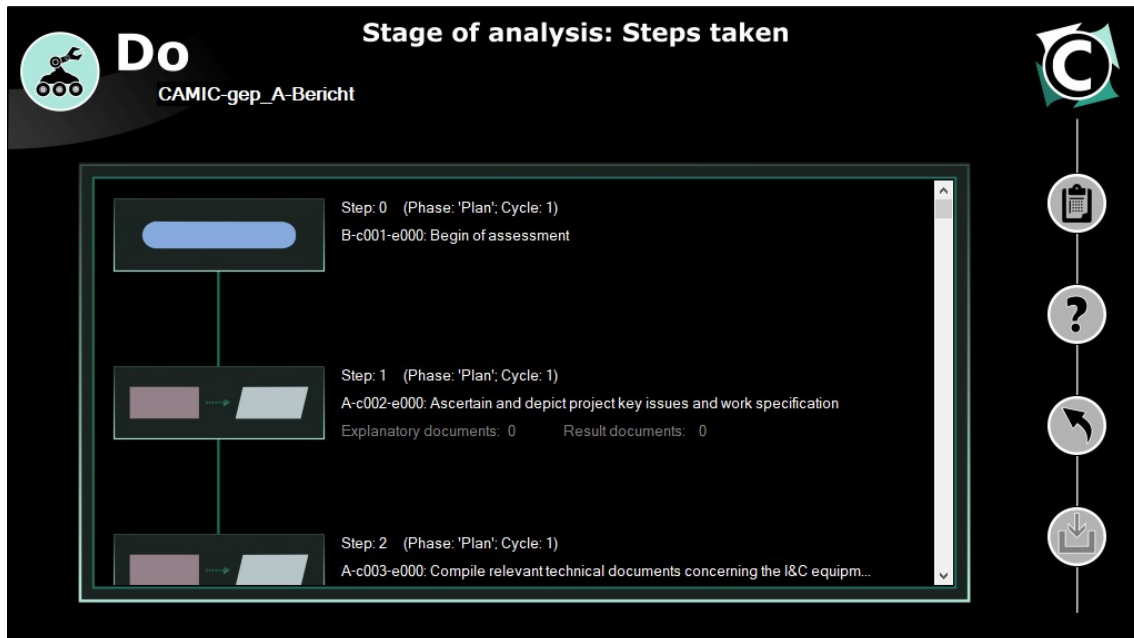 Stage of analysis: Steps taken
Do
CAMIC-gep_A-Bericht
C
Step: 0 (Phase: 'Plan'; Cycle: 1)
B-c001-e000: Begin of assessment
Step: 1 (Phase: 'Plan'; Cycle: 1)
A-c002-e000: Ascertain and depict project key issues and work specification
Explanatory documents: 0 Result documents: 0
?
Step: 2 (Phase: 'Plan'; Cycle: 1)
A-c003-e000: Compile relevant technical documents concerning the I&C equipm...